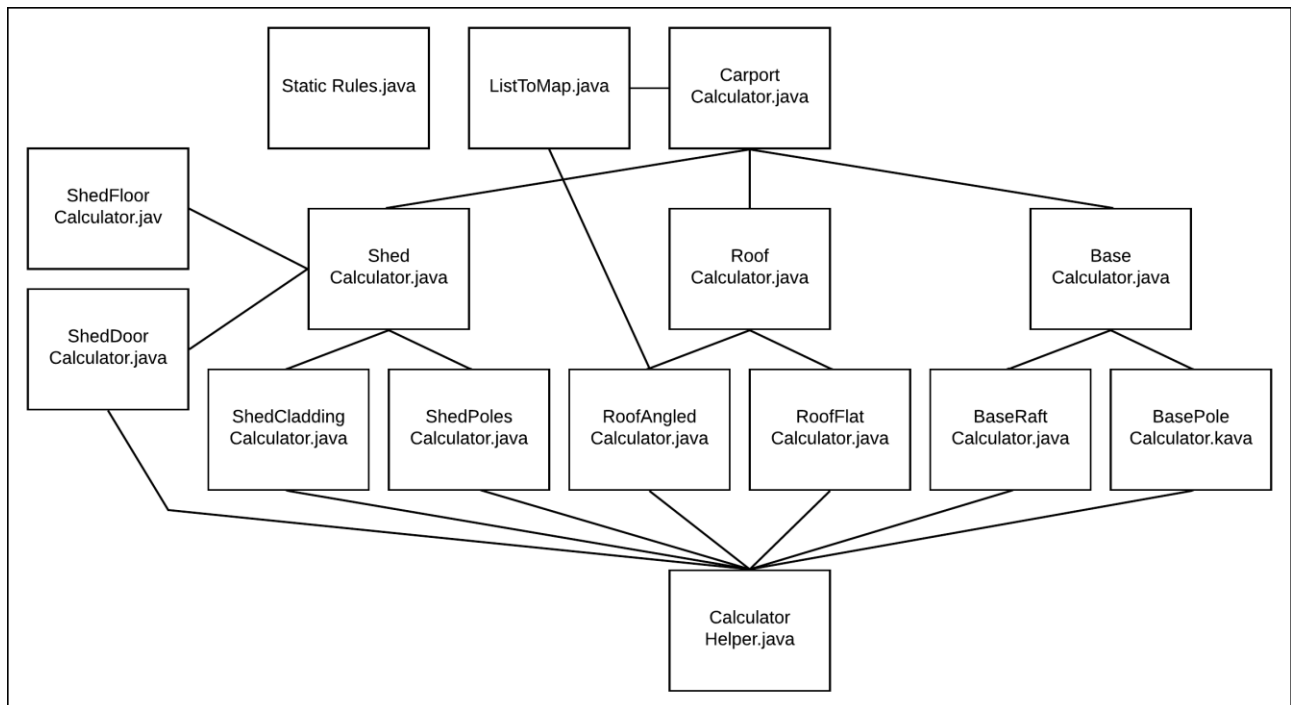 Static Rules.java
ListToMap.java
Carport
Calculator.java
ShedFloor
Calculator.jav
Shed
Calculator.java
Roof
Calculator.java
Base
Calculator.java
ShedDoor
Calculator.java
ShedCladding
Calculator.java
ShedPoles
Calculator.java
RoofAngled
Calculator.java
RoofFlat
Calculator.java
BaseRaft
Calculator.java
BasePole
Calculator.kava
Calculator
Helper.java